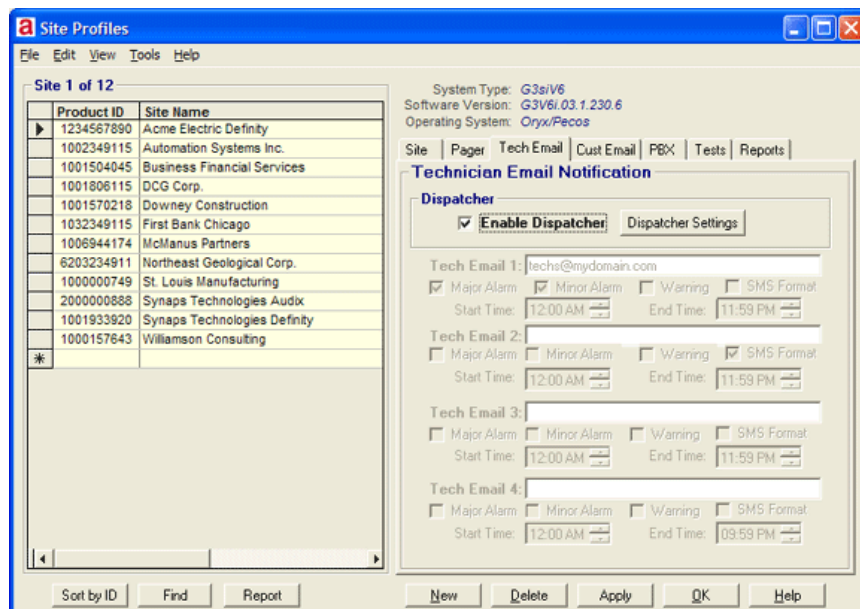 a Site Profiles
File Edit View Tools Help
Site 1 of 12
Product ID Site Name
1234567890 Acme Electric Definity
1002349115 Automation Systems Inc.
1001504045 Business Financial Services
1001806115 DCG Corp.
1001570218 Downey Construction
1032349115 First Bank Chicago
1006944174 McManus Partners
6203234911 Northeast Geological Corp.
1000000749 St. Louis Manufacturing
2000000888 Synaps Technologies Audix
1001933920 Synaps Technologies Definity
1000157643 Williamson Consulting
Sort by ID Find Report
System Type: G3siV6
Software Version: G3V6i.03.1.230.6
Operating System: Oryx/Pecos
Site Pager Tech Email Cust Email PBX Tests Reports
Technician Email Notification
Dispatcher
Enable Dispatcher Dispatcher Settings
Tech Email 1: techs@mydomain.com
Major Alarm Minor Alarm Warning SMS Format
Start Time: 12:00 AM End Time: 11:59 PM
Tech Email 2:
Major Alarm Minor Alarm Warning SMS Format
Start Time: 12:00 AM End Time: 11:59 PM
Tech Email 3:
Major Alarm Minor Alarm Warning SMS Format
Start Time: 12:00 AM End Time: 11:59 PM
Tech Email 4:
Major Alarm Minor Alarm Warning SMS Format
Start Time: 12:00 AM End Time: 09:59 PM
New Delete Apply OK Help